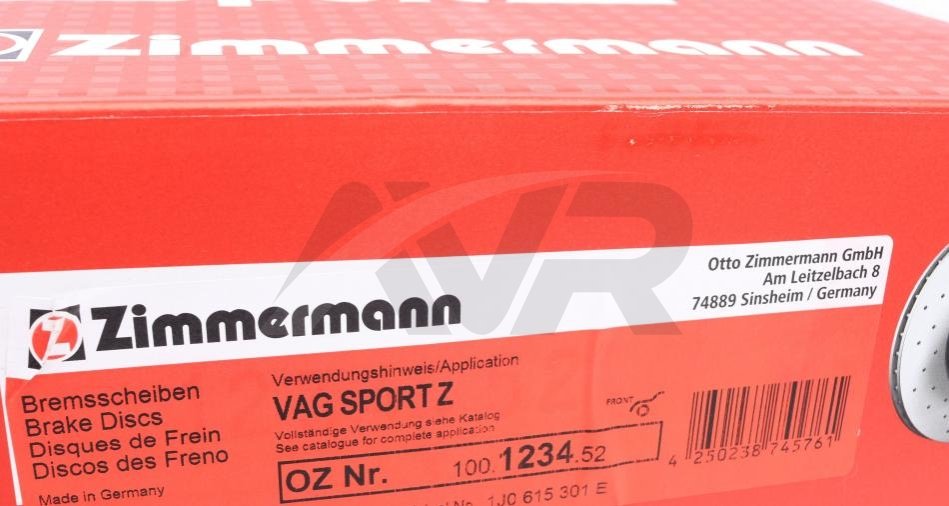 Zimmermann
AVR
Otto Zimmermann GmbH
Am Leitzelbach 8
74889 Sinsheim / Germany
Z Zimmermann
Bremsscheiben
Brake Discs
Disques de Frein
Discos des Freno
Made in Germany
Verwendungshinweis/Application
VAG SPORT Z
Vollständige Verwendung siehe Katalog
See catalogue for complete application
FRONT
OZ Nr. 100.1234.52
4 250238 745761
No. 1J0 615 301 E